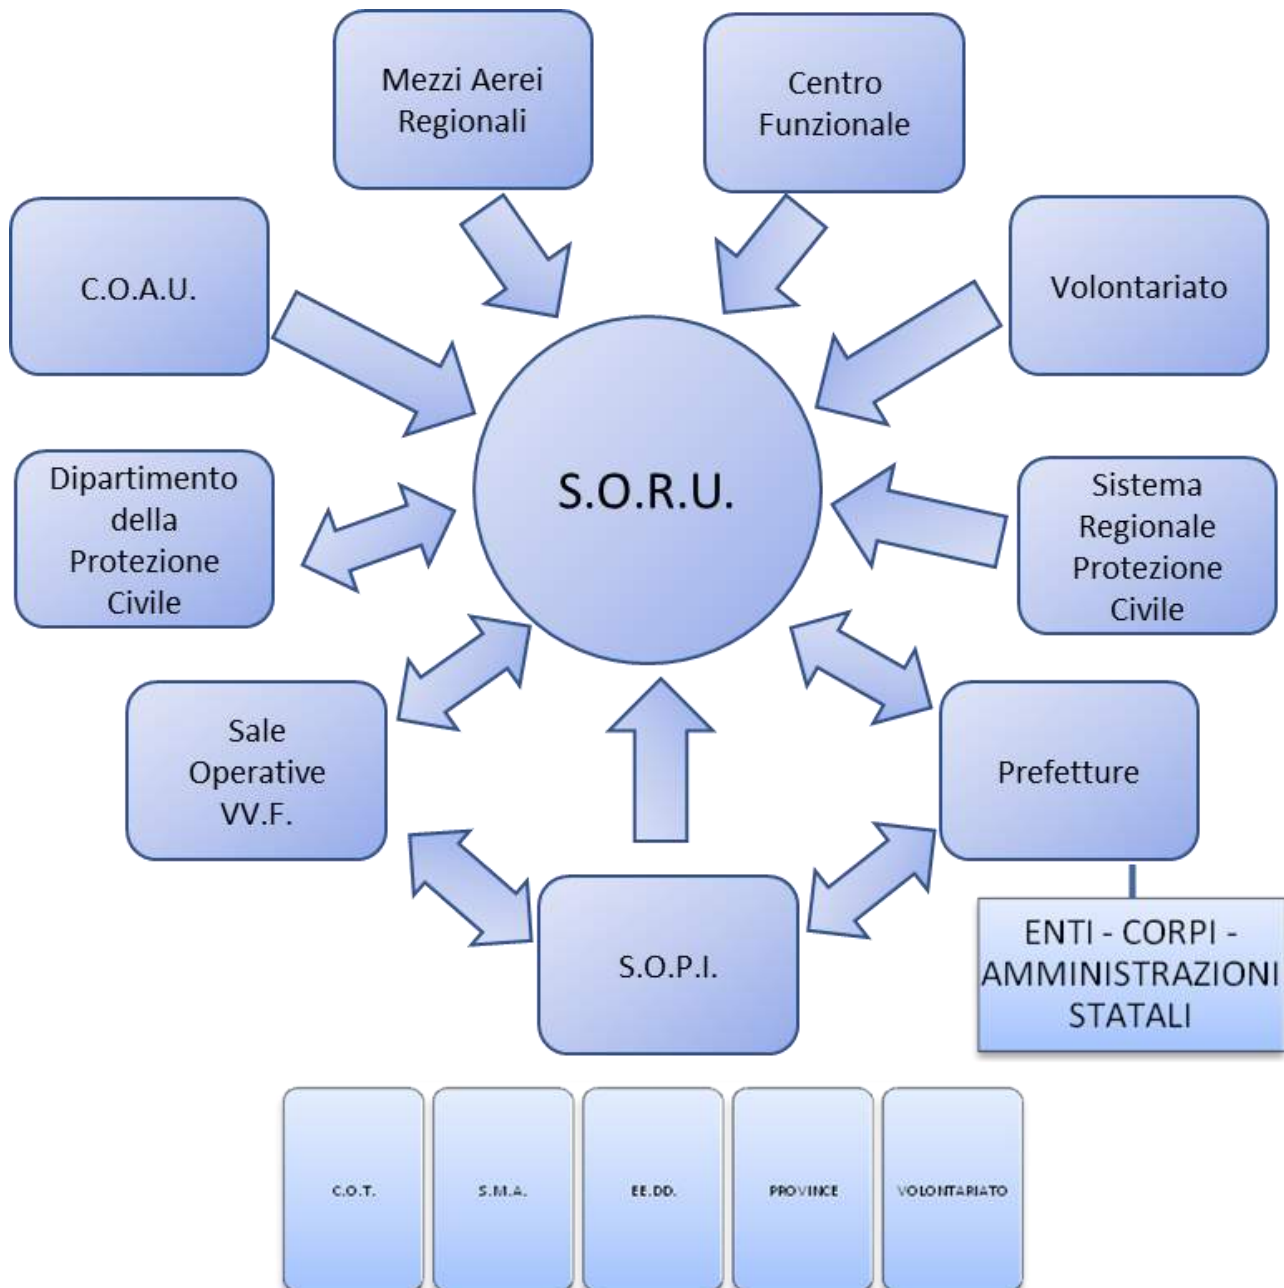 Mezzi Aerei
Regionali
Centro
Funzionale
C.O.A.U.
Volontariato
S.O.R.U.
Dipartimento
della
Protezione
Civile
Sistema
Regionale
Protezione
Civile
Sale
Operative
VV.F.
Prefetture
S.O.P.I.
ENTI - CORPI -
AMMINISTRAZIONI
STATALI
C.O.T.
S.M.A.
EE.DD.
PROVINCE
VOLONTARIATO